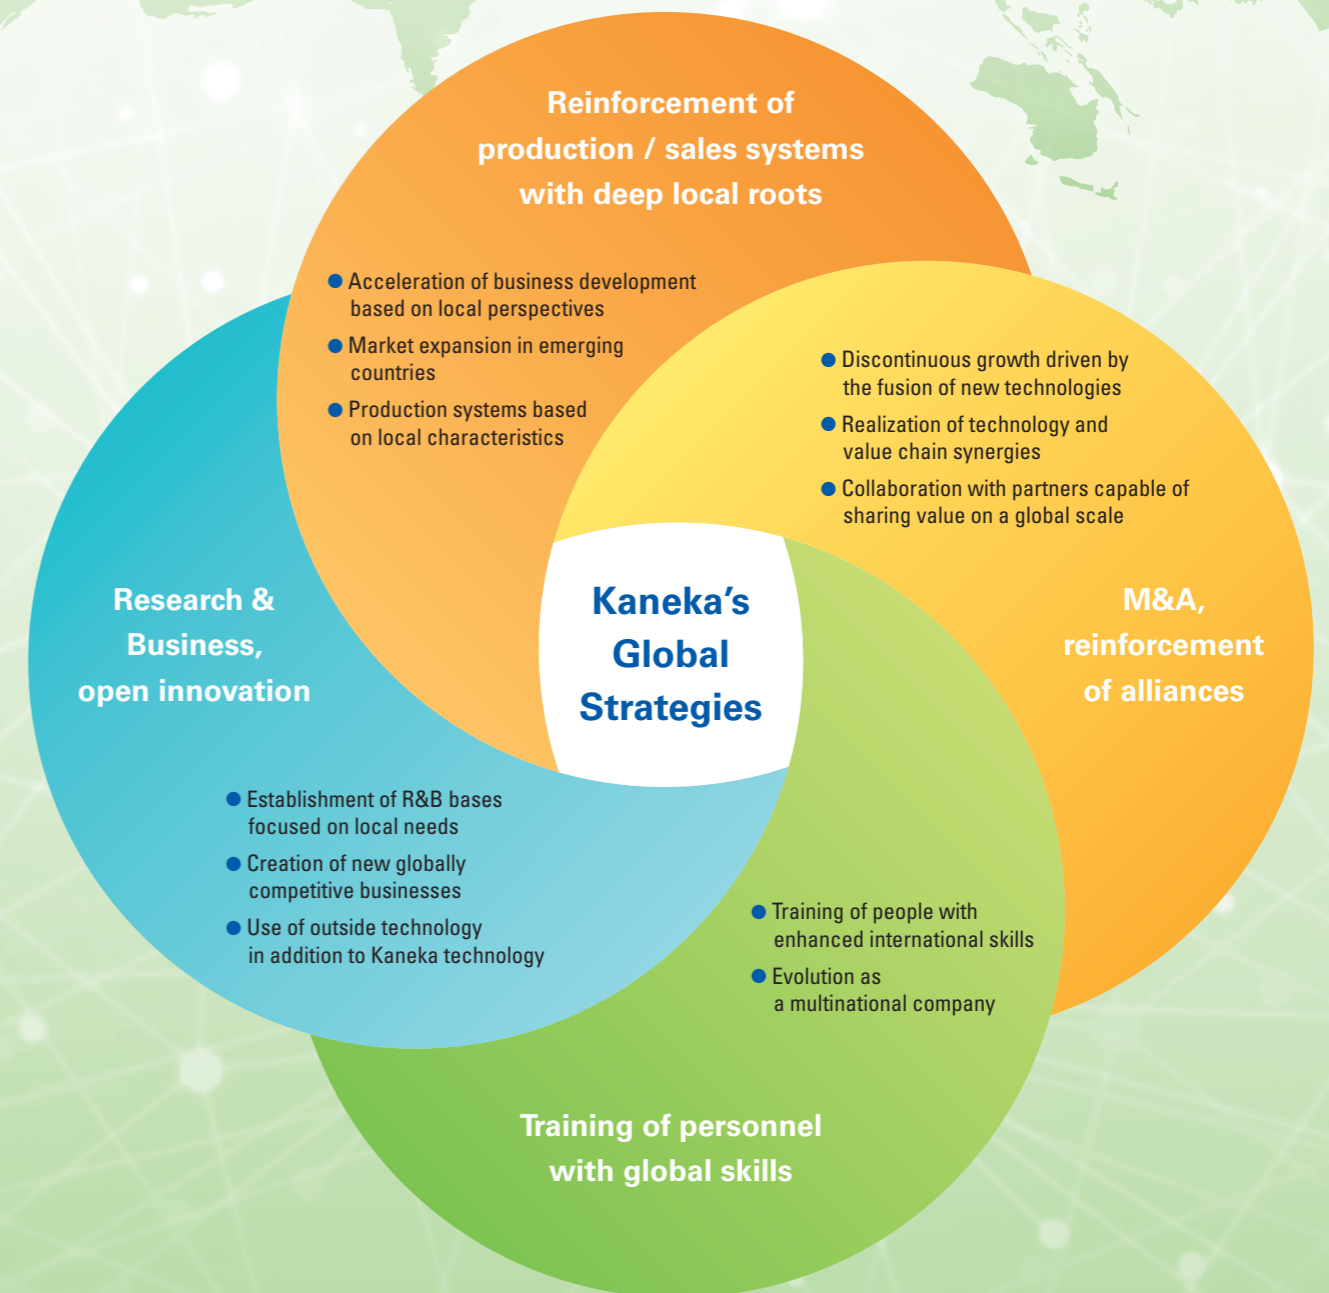 Reinforcement of
production / sales systems
with deep local roots
● Acceleration of business development
based on local perspectives
● Market expansion in emerging
countries
● Production systems based
on local characteristics
● Discontinuous growth driven by
the fusion of new technologies
● Realization of technology and
value chain synergies
● Collaboration with partners capable of
sharing value on a global scale
M&A,
reinforcement
of alliances
Kaneka’s
Global
Strategies
Research &
Business,
open innovation
● Establishment of R&B bases
focused on local needs
● Creation of new globally
competitive businesses
● Use of outside technology
in addition to Kaneka technology
● Training of people with
enhanced international skills
● Evolution as
a multinational company
Training of personnel
with global skills